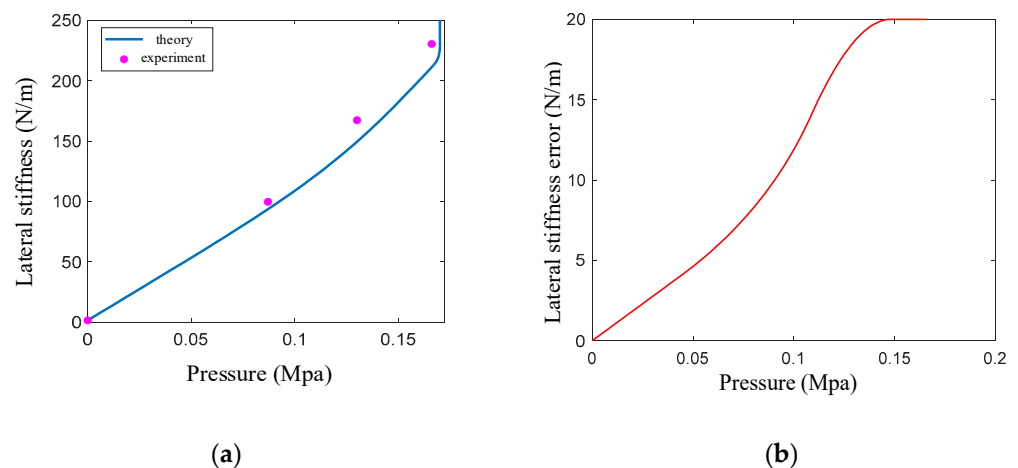 250
200
150
100
50
0
Lateral stiffness (N/m)
theory
experiment
0
0.05
0.1
0.15
Pressure (Mpa)
(a)
20
15
10
5
0
Lateral stiffness error (N/m)
0
0.05
0.1
0.15
0.2
Pressure (Mpa)
(b)